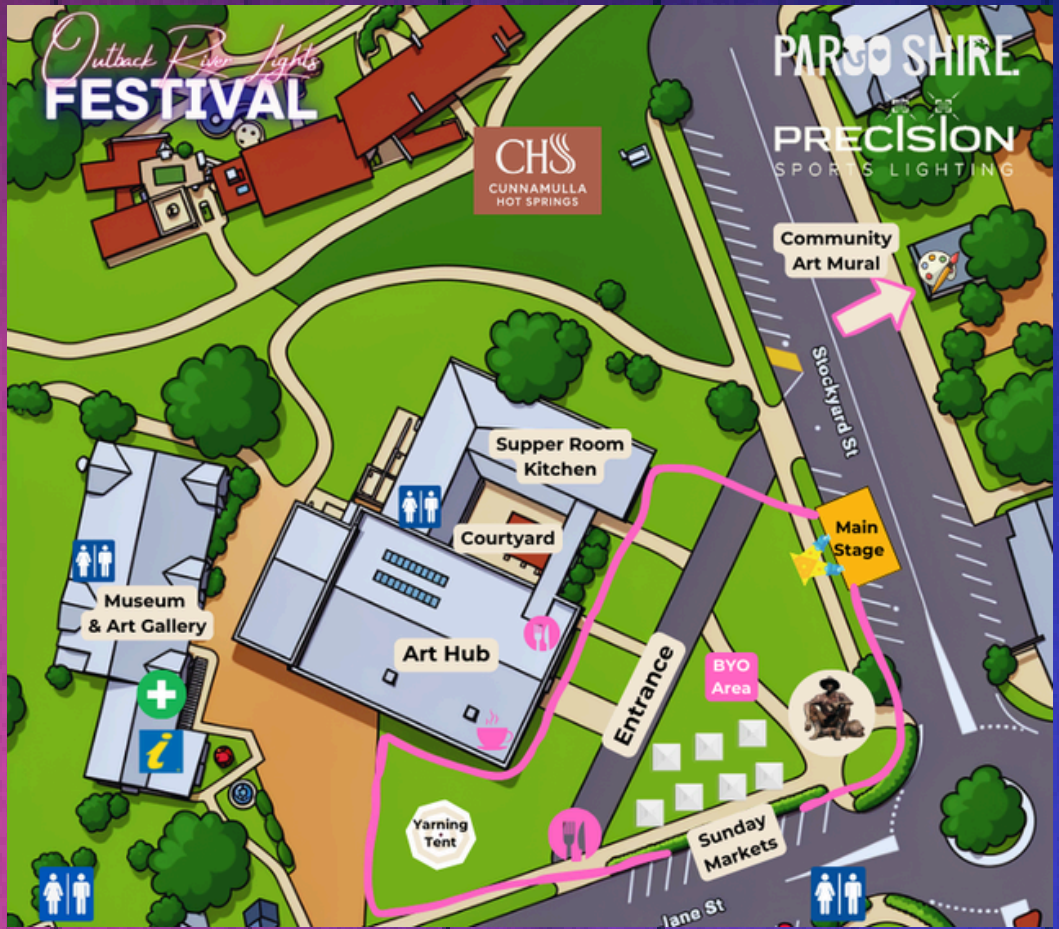 Outback River Lights
FESTIVAL
PAROO SHIRE.
PRECISION
SPORTS LIGHTING
CHS
CUNNAMULLA
HOT SPRINGS
Community
Art Mural
Stockyard St
Supper Room
Kitchen
Courtyard
Main
Stage
Museum
& Art Gallery
Art Hub
Entrance
BYO
Area
i
Yarning
Tent
Sunday
Markets
Jane St